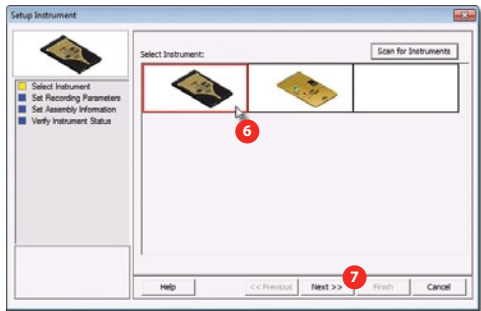 Setup Instrument
Select Instrument:
Scan for Instruments
Select Instrument
Set Recording Parameters
Set Assembly Information
Verify Instrument Status
6
7
Help
<< Previous
Next >>
Finish
Cancel